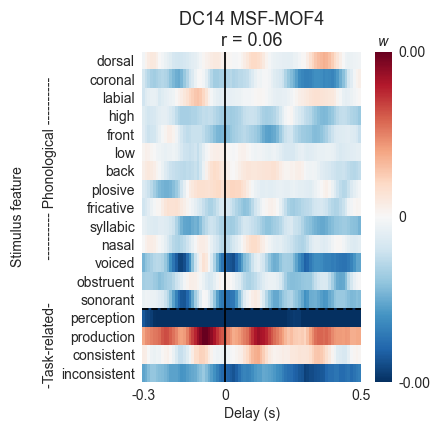 DC14 MSF-MOF4
r = 0.06
w
dorsal
coronal
labial
high
front
low
back
plosive
fricative
syllabic
nasal
voiced
obstruent
sonorant
perception
production
consistent
inconsistent
Stimulus feature
-Task-related- ----------- Phonological ----------
0.00
0
-0.00
-0.3 0 0.5
Delay (s)